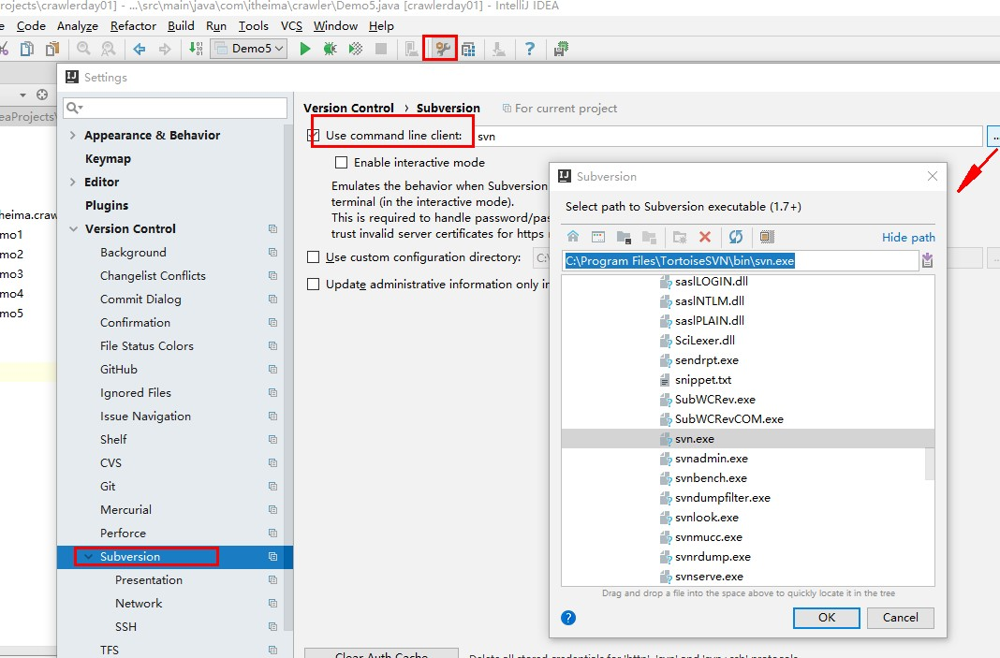 rojects\crawlerday01] - ...\src\main\java\com\itheima\crawler\Demo5.java [crawlerday01] - IntelliJ IDEA
e Code Analyze Refactor Build Run Tools VCS Window Help
Demo5
Settings
eaProjects\
theima.craw
mo1
mo2
mo3
mo4
mo5
Appearance & Behavior
Keymap
Editor
Plugins
Version Control
Background
Changelist Conflicts
Commit Dialog
Confirmation
File Status Colors
GitHub
Ignored Files
Issue Navigation
Shelf
CVS
Git
Mercurial
Perforce
Subversion
Presentation
Network
SSH
TFS
Version Control › Subversion For current project
Use command line client: svn ...
Enable interactive mode
Emulates the behavior when Subversion
terminal (in the interactive mode).
This is required to handle password/pas
trust invalid server certificates for https
Use custom configuration directory: C:\
Update administrative information only in
Subversion
Select path to Subversion executable (1.7+)
Hide path
C:\Program Files\TortoiseSVN\bin\svn.exe
saslLOGIN.dll
saslNTLM.dll
saslPLAIN.dll
SciLexer.dll
sendrpt.exe
snippet.txt
SubWCRev.exe
SubWCRevCOM.exe
svn.exe
svnadmin.exe
svnbench.exe
svndumpfilter.exe
svnlook.exe
svnmucc.exe
svnrdump.exe
svnserve.exe
Drag and drop a file into the space above to quickly locate it in the tree
OK Cancel
Clear Auth Cache Delete all stored credentials for 'http', 'svn' and 'svn+ssh' protocols